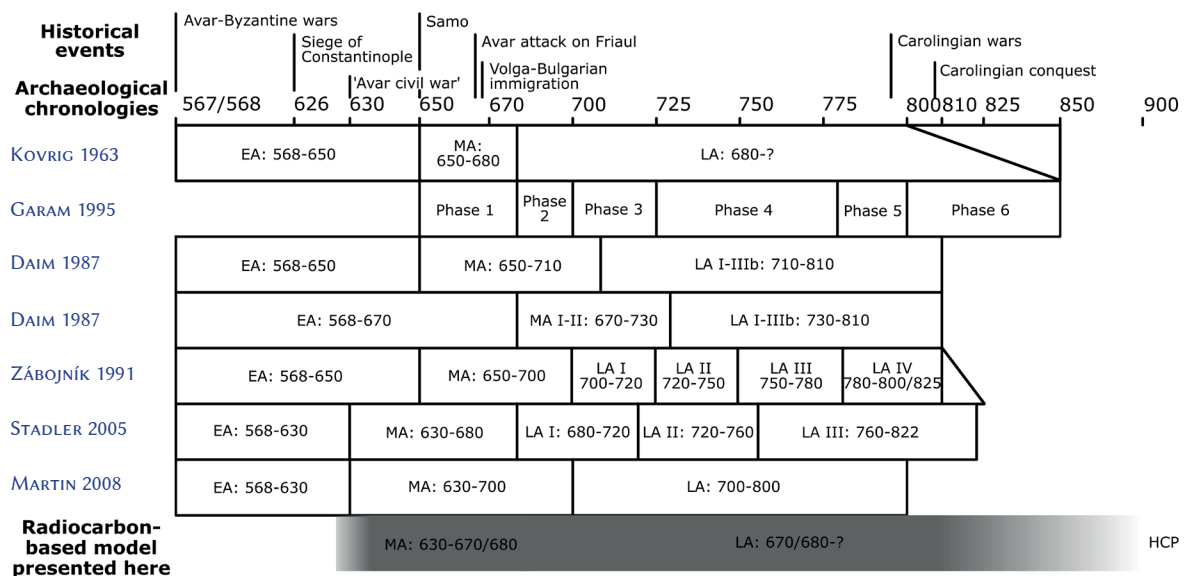 Historical
events
Avar-Byzantine wars
Samo
Siege of
Constantinople
Avar attack on Friaul
Carolingian wars
'Avar civil war'
Volga-Bulgarian
immigration
Carolingian conquest
Archaeological
chronologies
567/568 626 630 650 670 700 725 750 775 800 810 825 850 900
Kovrig 1963
EA: 568-650
MA:
650-680
LA: 680-?
Garam 1995
Phase 1
Phase
2
Phase 3
Phase 4
Phase 5
Phase 6
Daim 1987
EA: 568-650
MA: 650-710
LA I-IIIb: 710-810
Daim 1987
EA: 568-670
MA I-II: 670-730
LA I-IIIb: 730-810
Zábojník 1991
EA: 568-650
MA: 650-700
LA I
700-720
LA II
720-750
LA III
750-780
LA IV
780-800/825
Stadler 2005
EA: 568-630
MA: 630-680
LA I: 680-720
LA II: 720-760
LA III: 760-822
Martin 2008
EA: 568-630
MA: 630-700
LA: 700-800
Radiocarbon-
based model
presented here
MA: 630-670/680
LA: 670/680-?
HCP